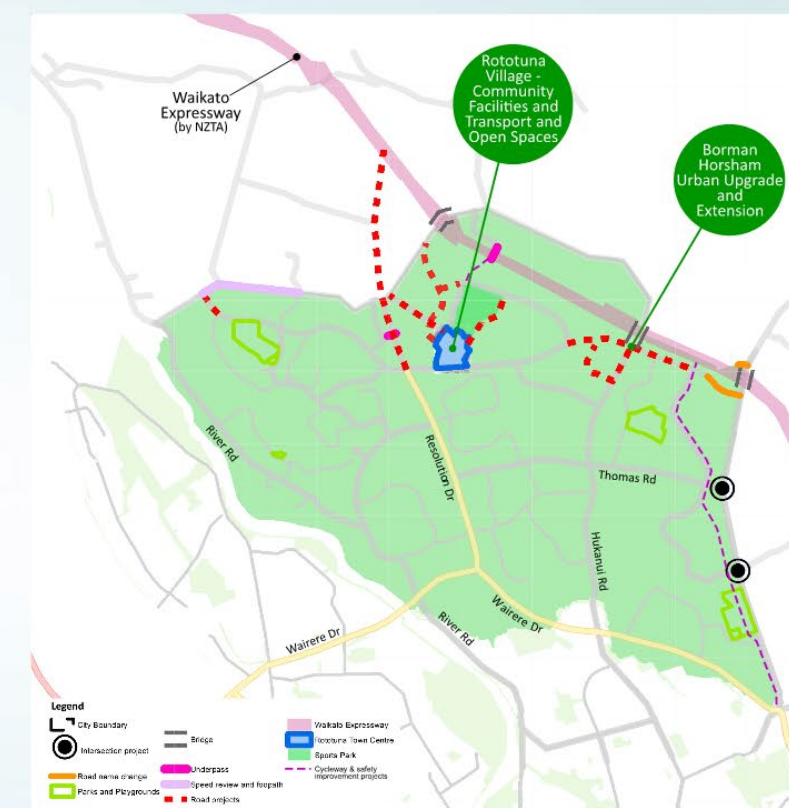 Waikato
Expressway
(by NZTA)
Rototuna
Village -
Community
Facilities and
Transport and
Open Spaces
Borman
Horsham
Urban Upgrade
and
Extension
River Rd
Resolution Dr
Thomas Rd
Hukanui Rd
Wairere Dr
River Rd
Wairere Dr
Legend
City Boundary
Intersection project
Road name change
Parks and Playgrounds
Bridge
Underpass
Speed review and footpath
Road projects
Waikato Expressway
Rototuna Town Centre
Sports Park
Cycleway & safety
improvement projects